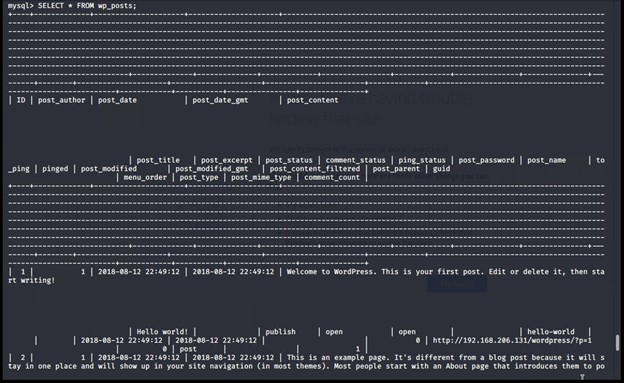 mysql> SELECT * FROM wp_posts;
| ID | post_author | post_date | post_date_gmt | post_content
| post_title | post_excerpt | post_status | comment_status | ping_status | post_password | post_name | to
_ping | pinged | post_modified | post_modified_gmt | post_content_filtered | post_parent | guid
| menu_order | post_type | post_mime_type | comment_count |
| 1 | 1 | 2018-08-12 22:49:12 | 2018-08-12 22:49:12 | Welcome to WordPress. This is your first post. Edit or delete it, then sta
rt writing!
| Hello world! | | publish | open | open | | hello-world
| | 2018-08-12 22:49:12 | 2018-08-12 22:49:12 | | 0 | http://192.168.206.131/wordpress/?p=1
| 0 | post | | 1 |
| 2 | 1 | 2018-08-12 22:49:12 | 2018-08-12 22:49:12 | This is an example page. It's different from a blog post because it will s
tay in one place and will show up in your site navigation (in most themes). Most people start with an About page that introduces them to po